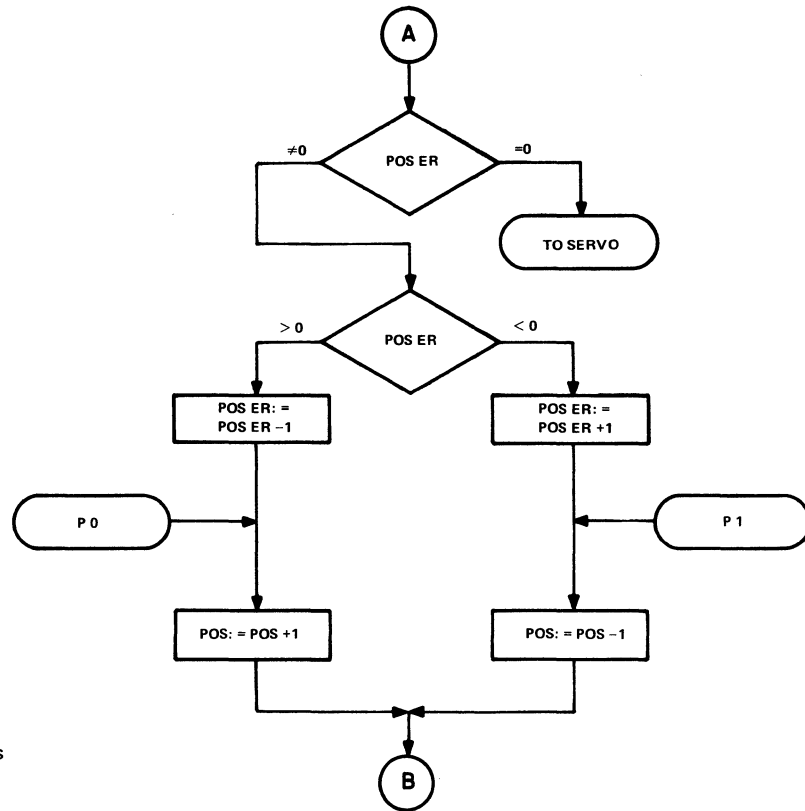 A
≠0
POS ER
=0
TO SERVO
> 0
POS ER
< 0
POS ER: =
POS ER −1
POS ER: =
POS ER +1
P 0
P 1
POS: = POS +1
POS: = POS −1
S
B